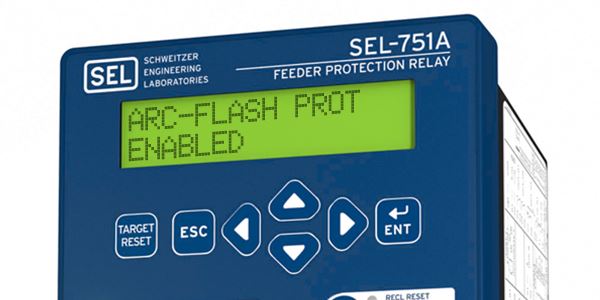 SEL
SCHWEITZER
ENGINEERING
LABORATORIES
SEL-751A
FEEDER PROTECTION RELAY
ARC-FLASH PROT
ENABLED
TARGET
RESET
ESC
ENT
RECL RESET